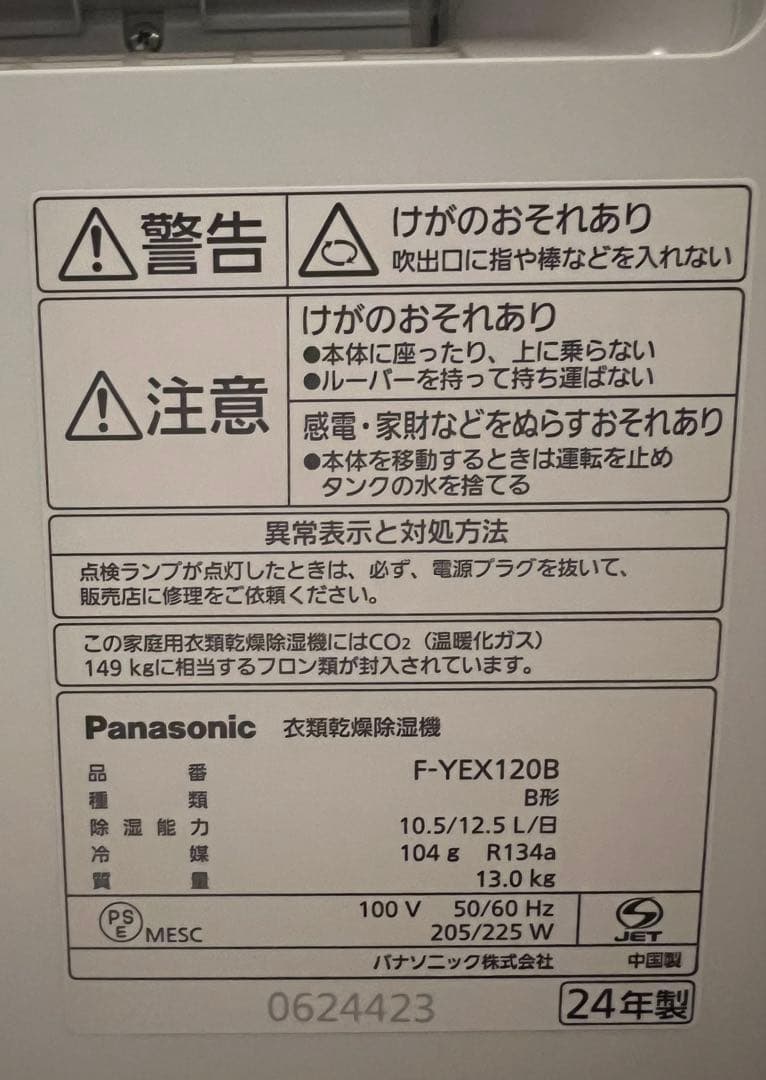 警告
けがのおそれあり
吹出口に指や棒などを入れない
注意
けがのおそれあり
●本体に座ったり、上に乗らない
●ルーバーを持って持ち運ばない
感電・家財などをぬらすおそれあり
●本体を移動するときは運転を止め
タンクの水を捨てる
異常表示と対処方法
点検ランプが点灯したときは、必ず、電源プラグを抜いて、
販売店に修理をご依頼ください。
この家庭用衣類乾燥除湿機にはCO₂（温暖化ガス）
149 kgに相当するフロン類が封入されています。
Panasonic 衣類乾燥除湿機
品番 F-YEX120B
種類 B形
除湿能力 10.5/12.5 L/日
冷媒 104 g R134a
質量 13.0 kg
PSE MESC
100 V 50/60 Hz
205/225 W
JET
パナソニック株式会社 中国製
0624423 24年製